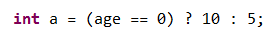 int a = (age == 0) ? 10 : 5;